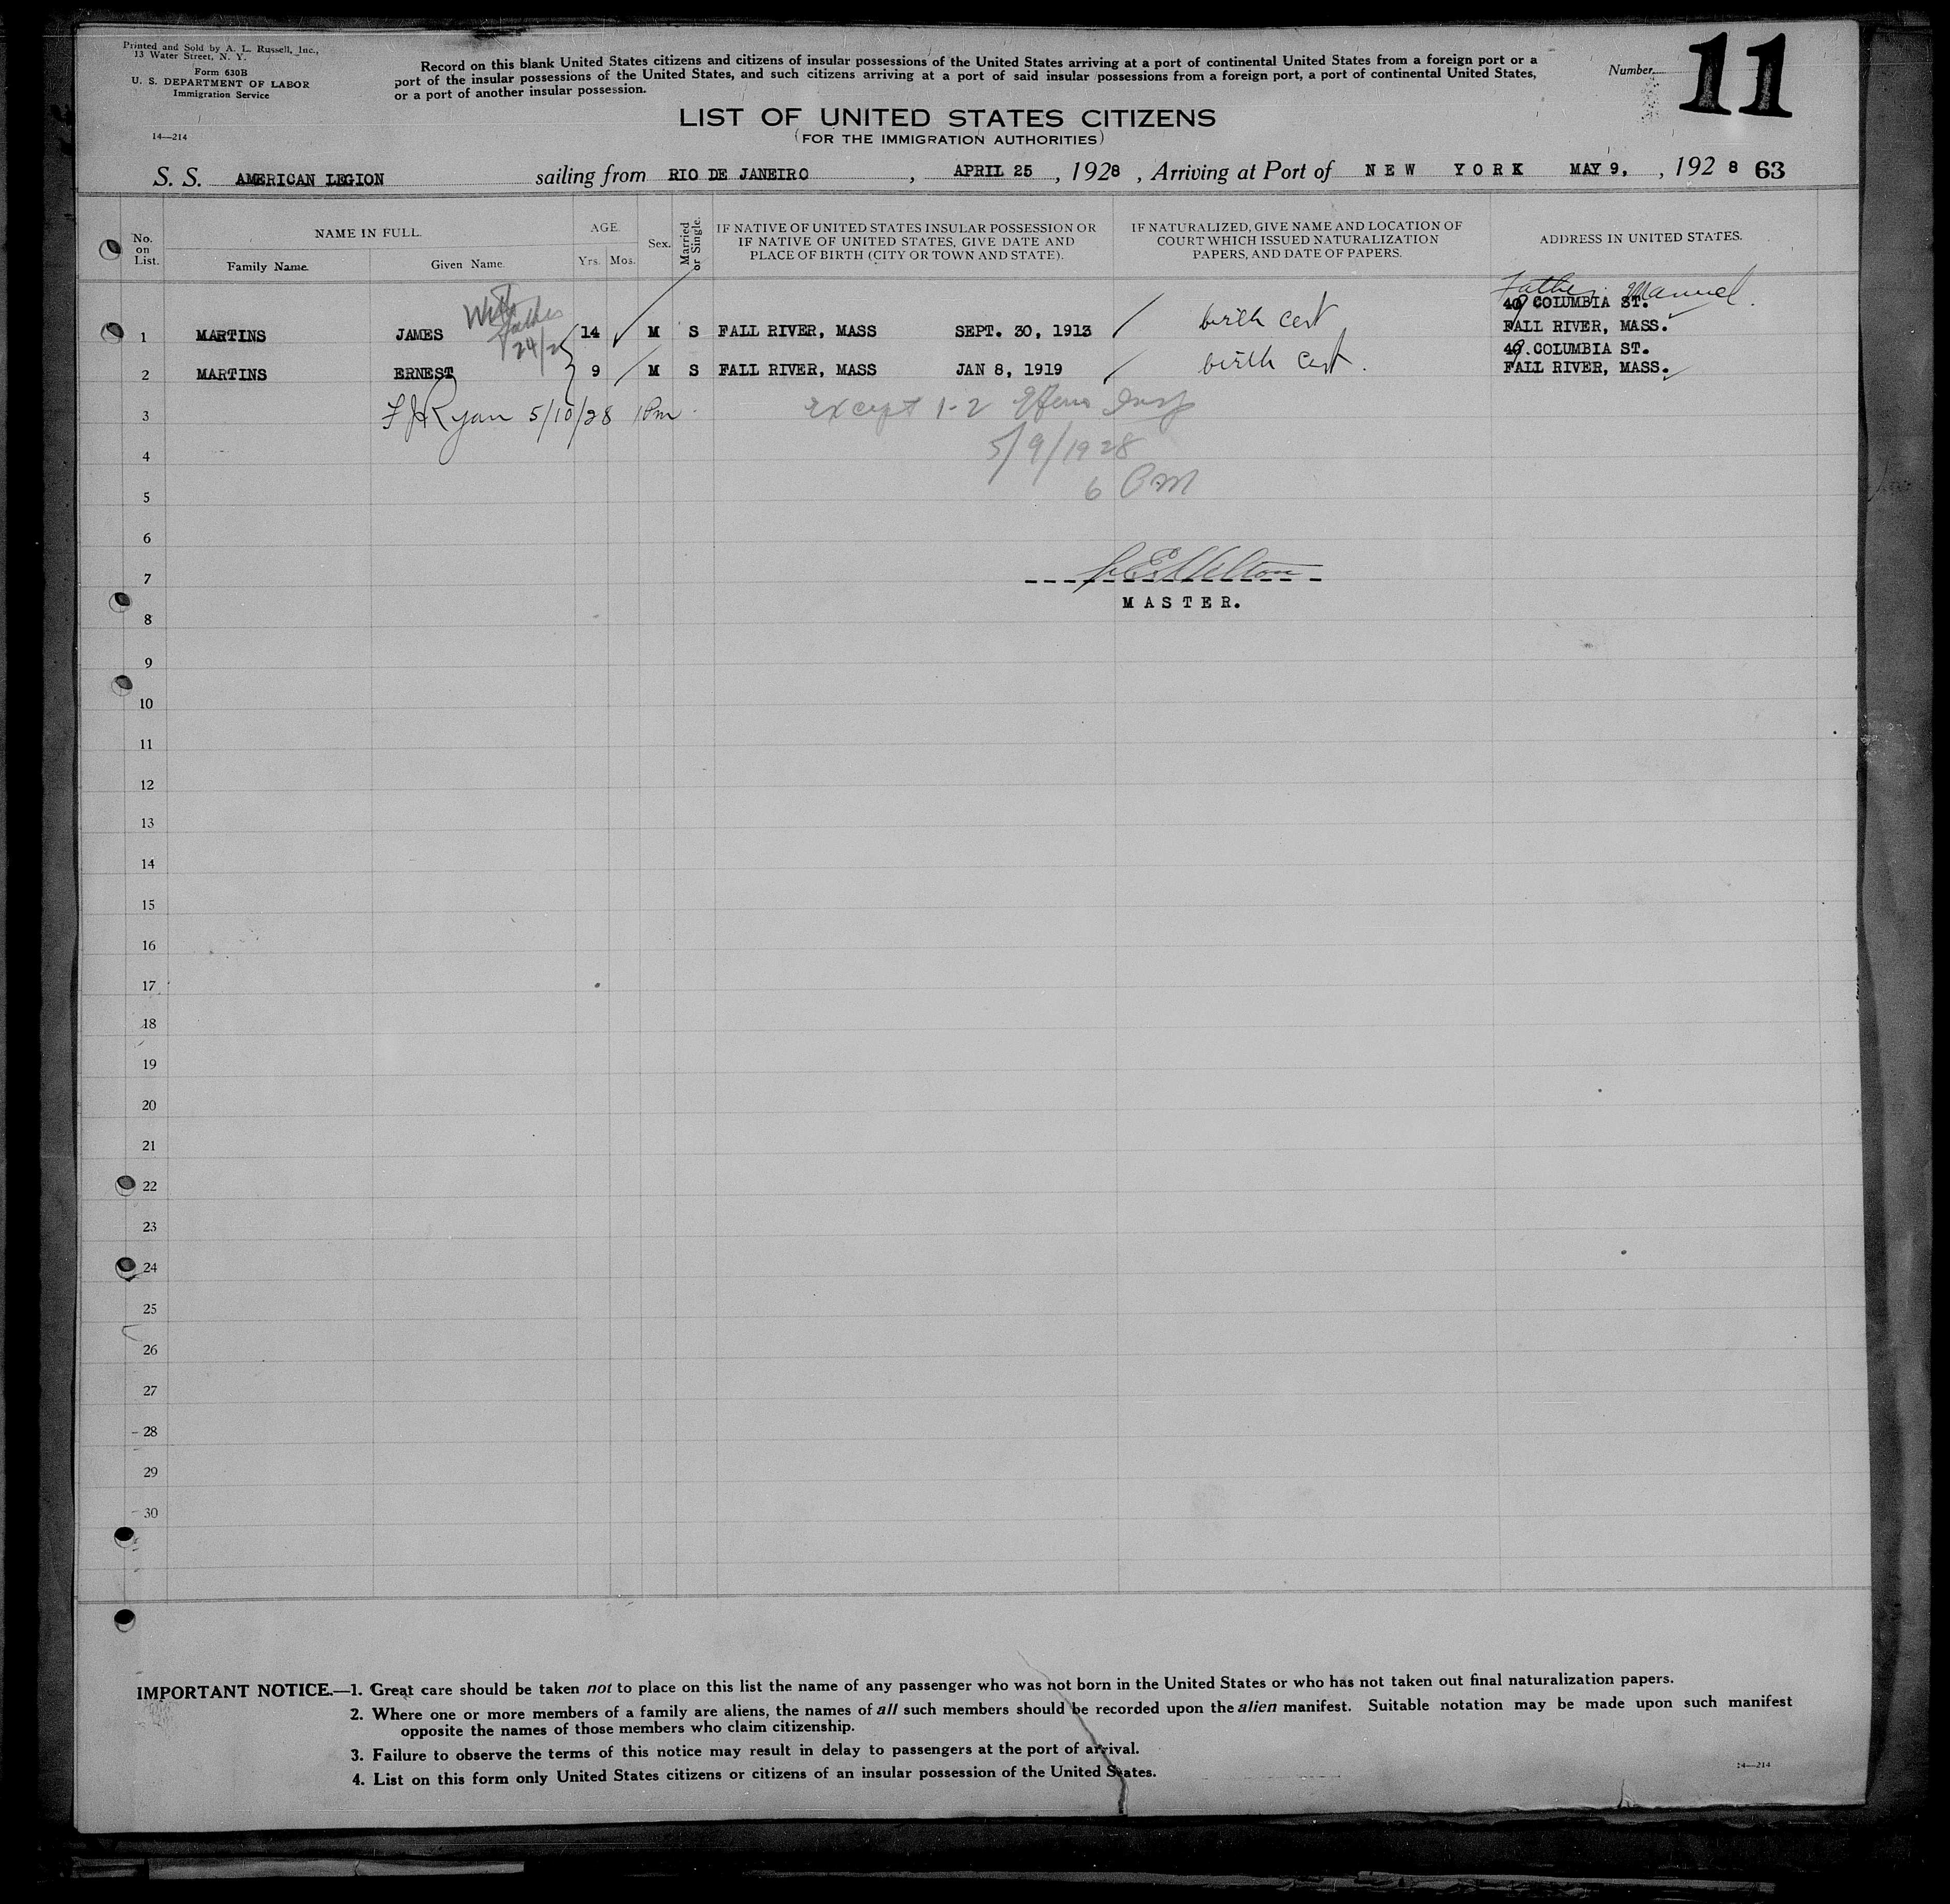 Printed and Sold by A. L. Russell, Inc.,
13 Water Street, N. Y.
Form 630B
U. S. DEPARTMENT OF LABOR
Immigration Service
14—214
Record on this blank United States citizens and citizens of insular possessions of the United States arriving at a port of continental United States from a foreign port or a
port of the insular possessions of the United States, and such citizens arriving at a port of said insular possessions from a foreign port, a port of continental United States,
or a port of another insular possession.
Number
11
LIST OF UNITED STATES CITIZENS
(FOR THE IMMIGRATION AUTHORITIES)
S. S. AMERICAN LEGION sailing from RIO DE JANEIRO, APRIL 25, 1928, Arriving at Port of NEW YORK MAY 9,, 1928 63
No. on List.
NAME IN FULL.
Family Name.
Given Name.
AGE.
Yrs.
Mos.
Sex.
Married or Single.
IF NATIVE OF UNITED STATES INSULAR POSSESSION OR
IF NATIVE OF UNITED STATES, GIVE DATE AND
PLACE OF BIRTH (CITY OR TOWN AND STATE).
IF NATURALIZED, GIVE NAME AND LOCATION OF
COURT WHICH ISSUED NATURALIZATION
PAPERS, AND DATE OF PAPERS.
ADDRESS IN UNITED STATES.
Father: Manuel.
With father
24/2
49 COLUMBIA ST.
1 MARTINS JAMES 14 M S FALL RIVER, MASS SEPT. 30, 1913 birth cert FALL RIVER, MASS.
49 COLUMBIA ST.
2 MARTINS ERNEST 9 M S FALL RIVER, MASS JAN 8, 1919 birth cert. FALL RIVER, MASS.
3 F J Ryan 5/10/28 1 Pm Except 1-2 Insp
4 5/9/1928
5 6 PM
6
7
MASTER.
8
9
10
11
12
13
14
15
16
17
18
19
20
21
22
23
24
25
26
27
28
29
30
IMPORTANT NOTICE.—1. Great care should be taken not to place on this list the name of any passenger who was not born in the United States or who has not taken out final naturalization papers.
2. Where one or more members of a family are aliens, the names of all such members should be recorded upon the alien manifest. Suitable notation may be made upon such manifest
opposite the names of those members who claim citizenship.
3. Failure to observe the terms of this notice may result in delay to passengers at the port of arrival.
4. List on this form only United States citizens or citizens of an insular possession of the United States.
14—214